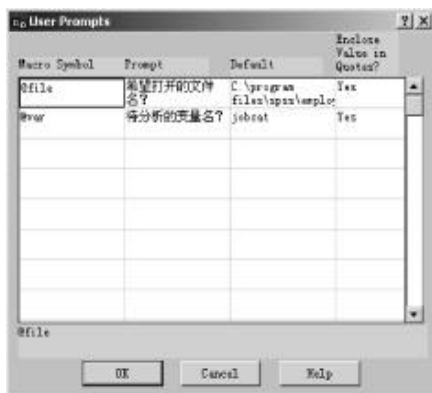 User Prompts
Macro Symbol
Prompt
Default
Enclose
Value in
Quotes?
@file
希望打开的文件
名?
C:\program
files\spss\employ
Yes
@var
待分析的变量名?
jobcat
Yes
@file
OK
Cancel
Help